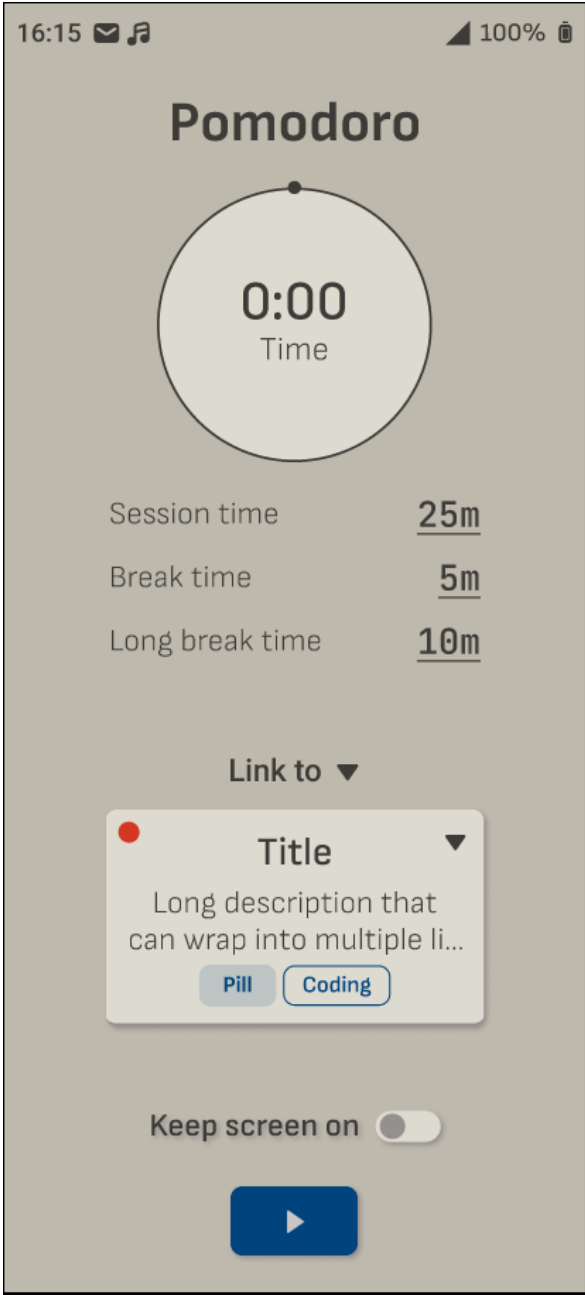 16:15 100%
Pomodoro
0:00
Time
Session time 25m
Break time 5m
Long break time 10m
Link to
Title
Long description that
can wrap into multiple li...
Pill Coding
Keep screen on